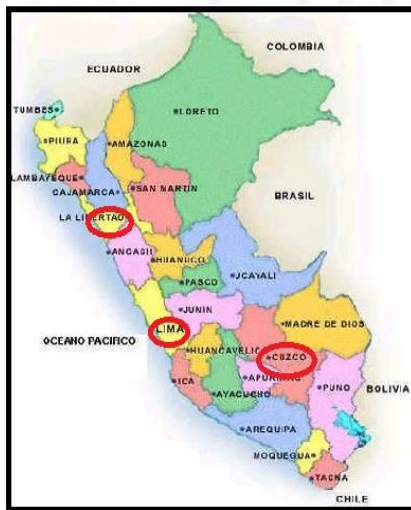 COLOMBIA
ECUADOR
TUMBES
LORETO
PIURA
AMAZONAS
LAMBAYEQUE
CAJAMARCA
SAN MARTIN
BRASIL
LA LIBERTAD
ANCASH
HUANUCO
PASCO
UCAYALI
JUNIN
LIMA
MADRE DE DIOS
OCEANO PACIFICO
HUANCAVELIC
CUZCO
ICA
APURIMAC
PUNO
BOLIVIA
AYACUCHO
AREQUIPA
MOQUEGUA
TACNA
CHILE